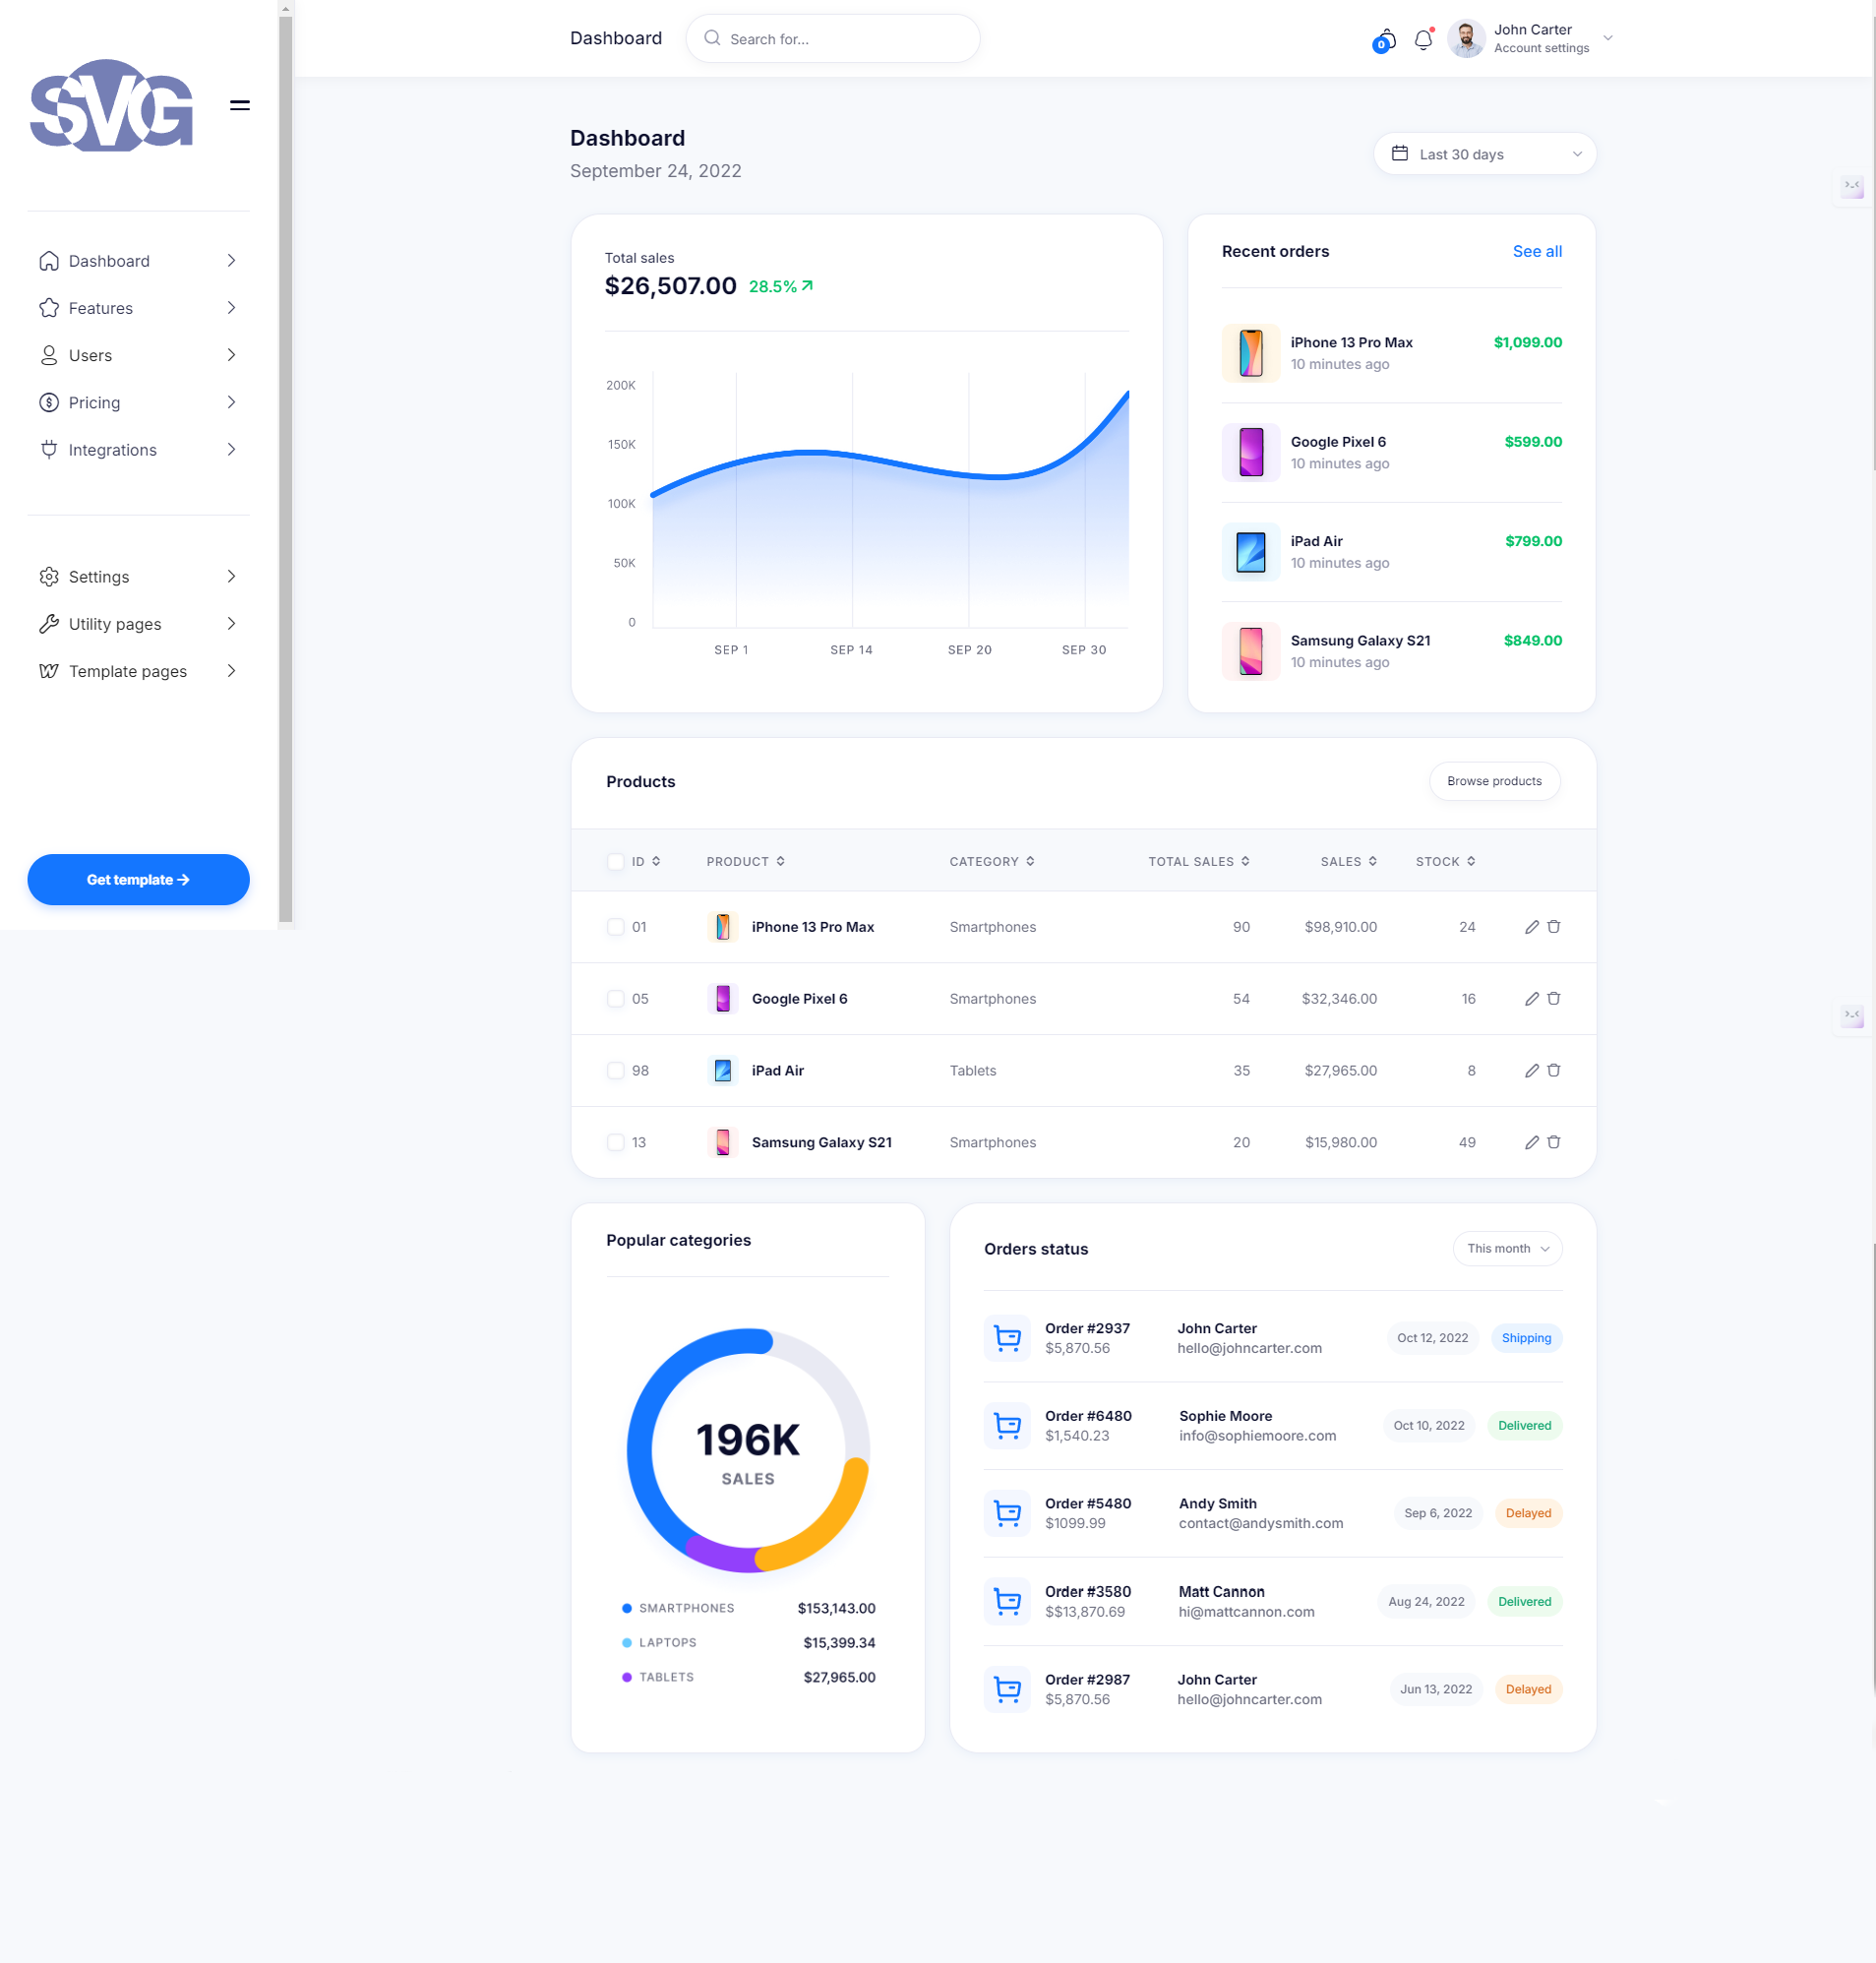 SVG
Dashboard
Features
Users
Pricing
Integrations
Settings
Utility pages
Template pages
Get template
Dashboard
Search for...
0
John Carter
Account settings
Dashboard
September 24, 2022
Last 30 days
Total sales
$26,507.00 28.5%
200K
150K
100K
50K
0
SEP 1 SEP 14 SEP 20 SEP 30
Recent orders See all
iPhone 13 Pro Max $1,099.00
10 minutes ago
Google Pixel 6 $599.00
10 minutes ago
iPad Air $799.00
10 minutes ago
Samsung Galaxy S21 $849.00
10 minutes ago
Products Browse products
ID PRODUCT CATEGORY TOTAL SALES SALES STOCK
01 iPhone 13 Pro Max Smartphones 90 $98,910.00 24
05 Google Pixel 6 Smartphones 54 $32,346.00 16
98 iPad Air Tablets 35 $27,965.00 8
13 Samsung Galaxy S21 Smartphones 20 $15,980.00 49
Popular categories
196K
SALES
SMARTPHONES $153,143.00
LAPTOPS $15,399.34
TABLETS $27,965.00
Orders status This month
Order #2937 John Carter Oct 12, 2022 Shipping
$5,870.56 hello@johncarter.com
Order #6480 Sophie Moore Oct 10, 2022 Delivered
$1,540.23 info@sophiemoore.com
Order #5480 Andy Smith Sep 6, 2022 Delayed
$1099.99 contact@andysmith.com
Order #3580 Matt Cannon Aug 24, 2022 Delivered
$$13,870.69 hi@mattcannon.com
Order #2987 John Carter Jun 13, 2022 Delayed
$5,870.56 hello@johncarter.com